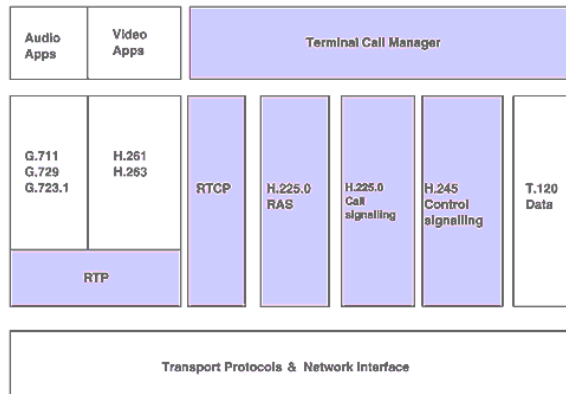 Audio
Apps
Video
Apps
Terminal Call Manager
G.711
G.729
G.723.1
H.261
H.263
RTP
RTCP
H.225.0
RAS
H.225.0
Call
signalling
H.245
Control
signalling
T.120
Data
Transport Protocols & Network Interface